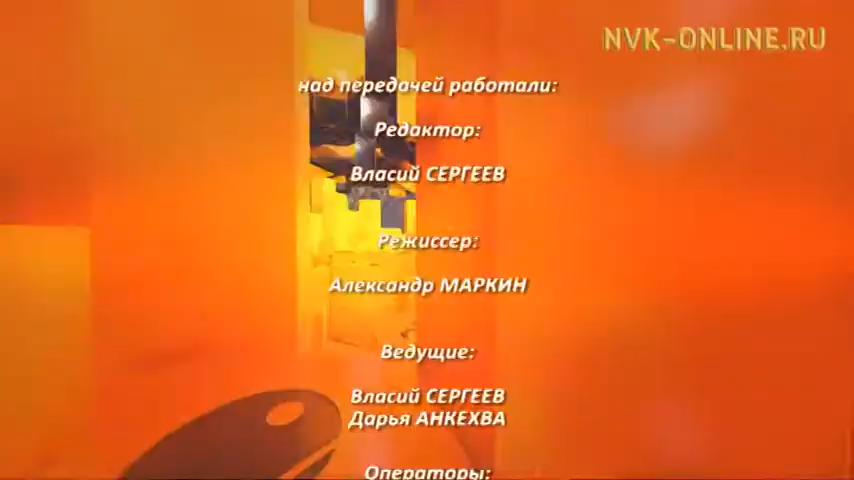 NVK-ONLINE.RU
над передачей работали:
Редактор:
Власий СЕРГЕЕВ
Режиссер:
Александр МАРКИН
Ведущие:
Власий СЕРГЕЕВ
Дарья АНКЕХВА
Операторы: